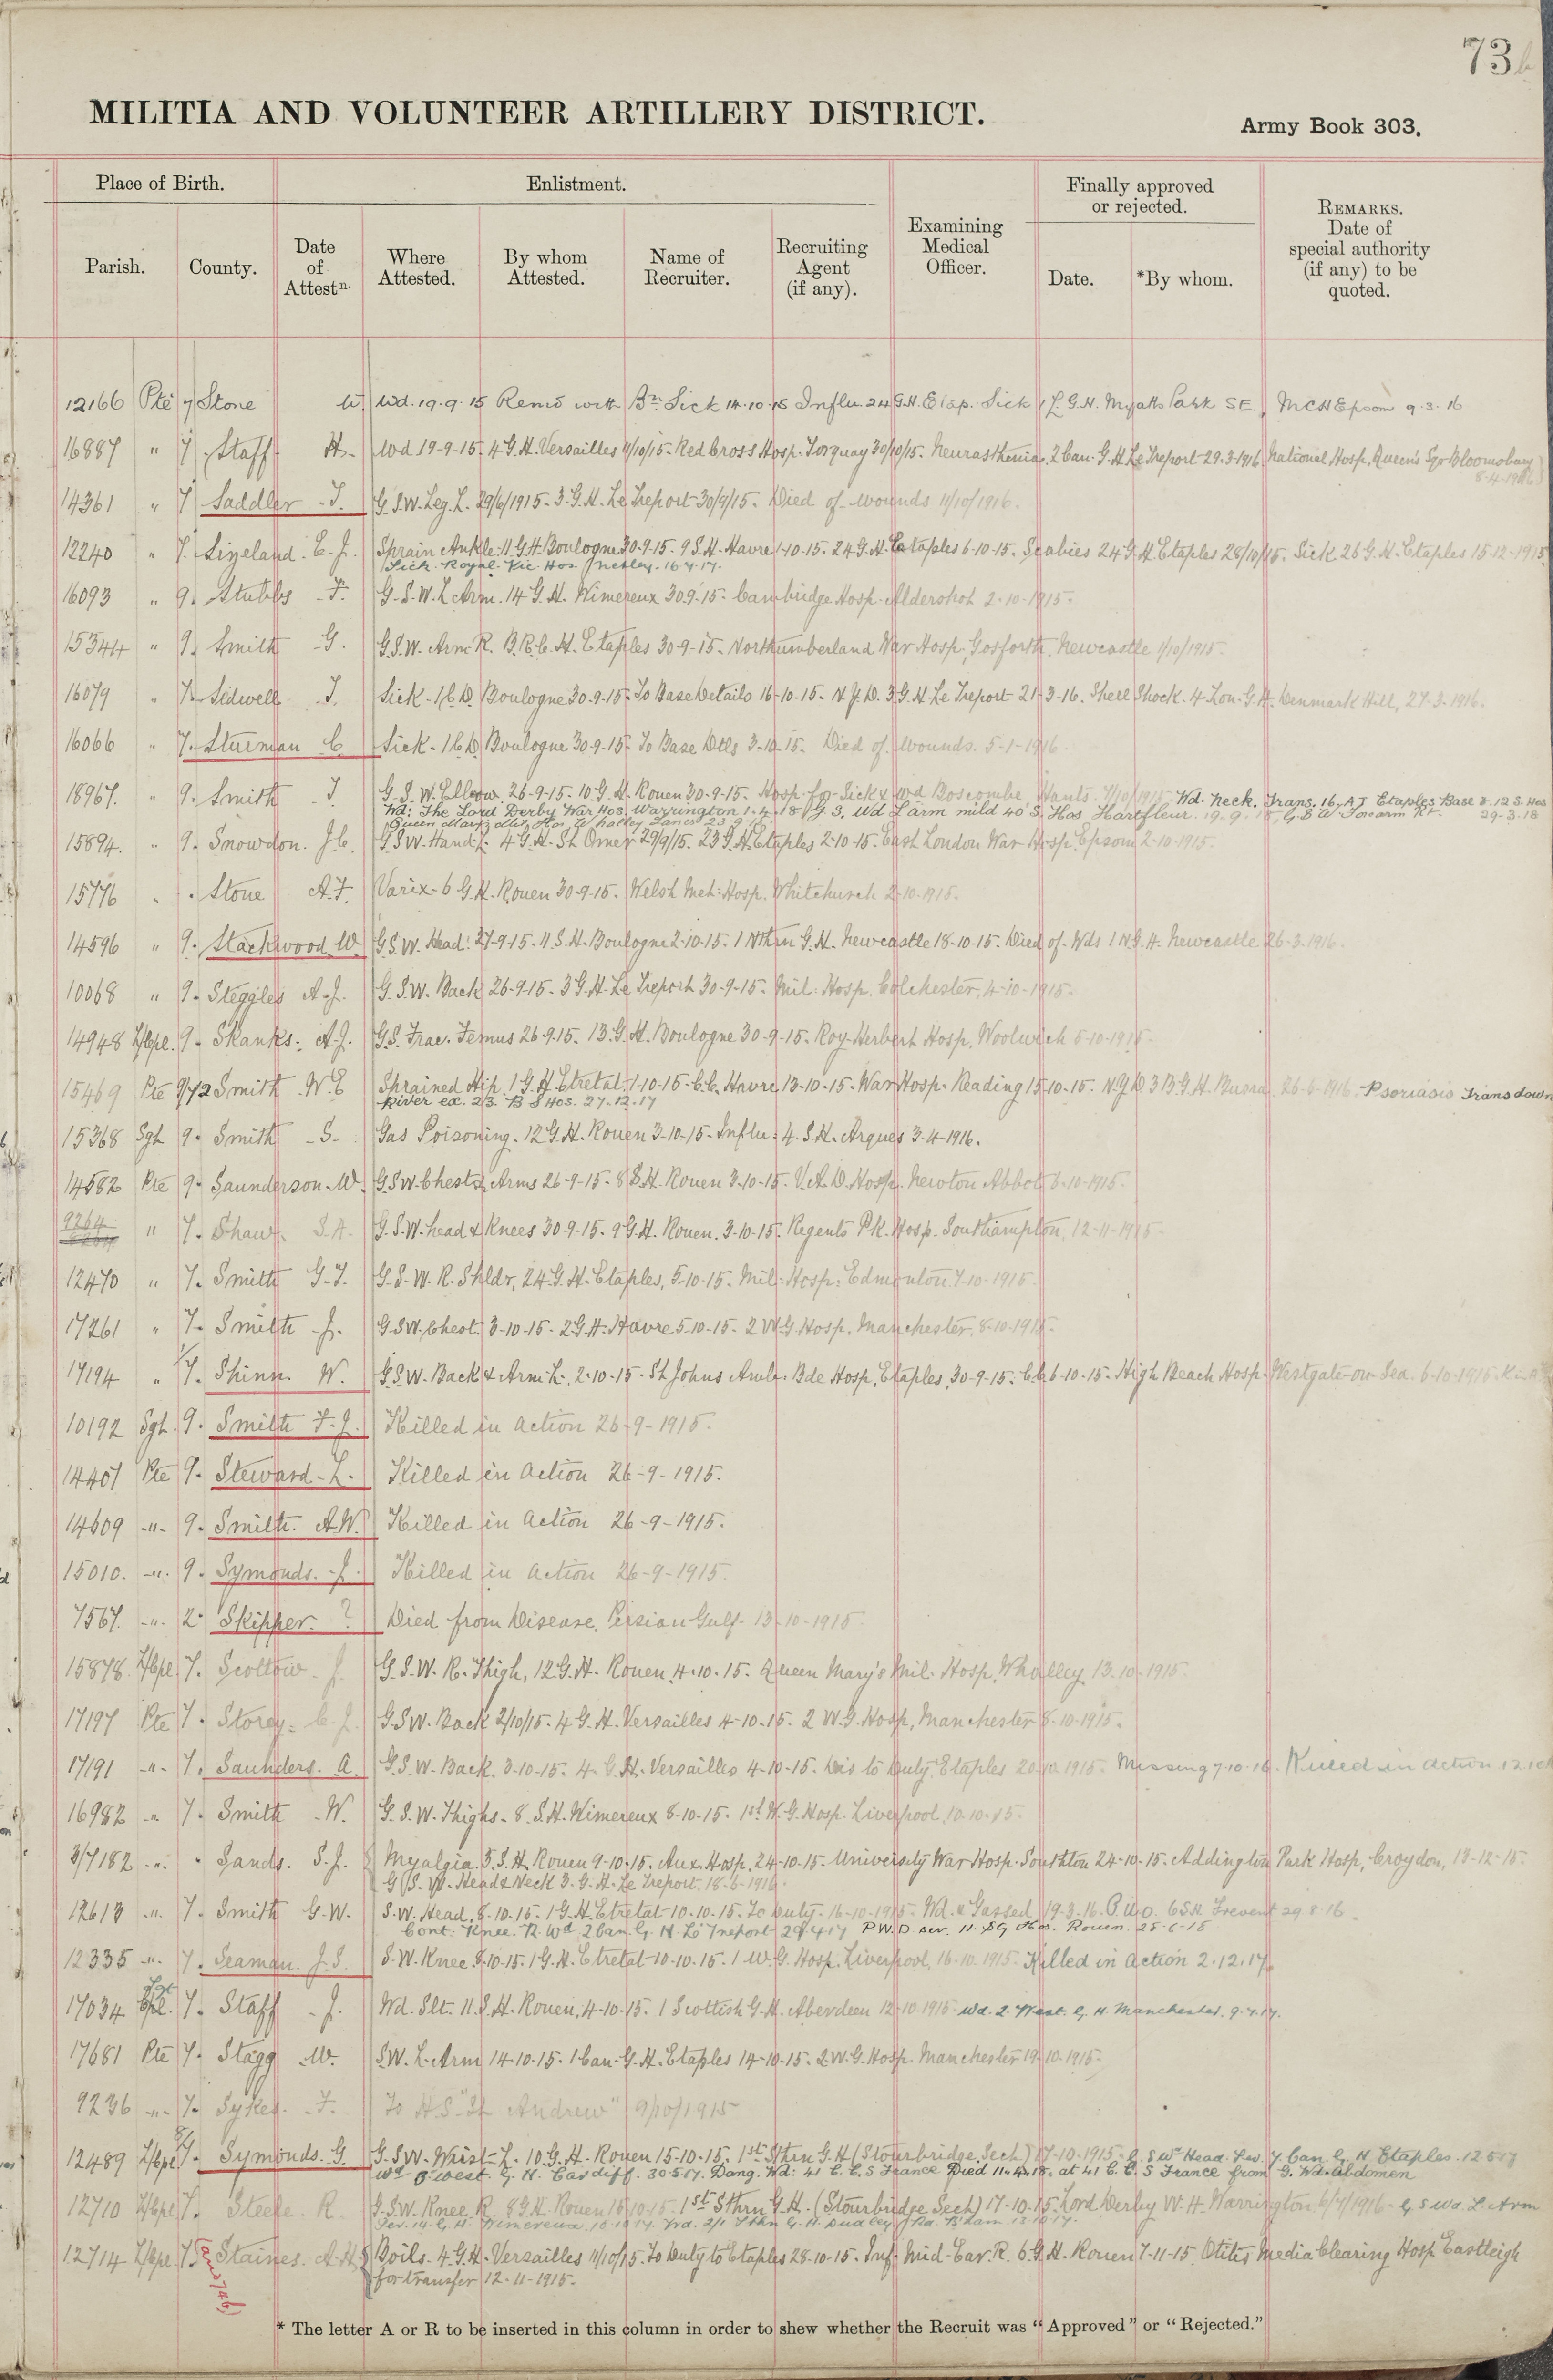 73b
MILITIA AND VOLUNTEER ARTILLERY DISTRICT.
Army Book 303.
Place of Birth. Enlistment. Finally approved or rejected. REMARKS. Date of special authority (if any) to be quoted.
Parish. County. Date of Attestn. Where Attested. By whom Attested. Name of Recruiter. Recruiting Agent (if any). Examining Medical Officer. Date. *By whom.
12166 Pte 7 Stone W. Wd. 19.9.15 Remd with Bn. Sick 14.10.15 Influ 24 G.H. Etap. Sick 1 L.G.H. Myatts Park S.E., MCH Epsom 9.3.16
16887 " 7 Staff H. Wd 19-9-15. 4 G.H. Versailles 11/10/15. Red Cross Hosp. Torquay 30/10/15. Neurasthenia. 2 Can. G.H. Le Treport 29.3.1916 National Hosp. Queen's Sqr Bloomsbury
8-4-1916
14361 " 7 Saddler T. G.S.W. Leg. L. 29/6/1915. 3. G.H. Le Treport 30/9/15. Died of wounds 11/10/1916.
12240 " 7. Sizeland. E.J. Sprain Ankle. 11 G.H. Boulogne 30-9-15. 9 S.H. Havre 1-10-15. 24 G.H. Etaples 6-10-15. Scabies 24 G.H. Etaples 28/10/15. Sick 26 G.H. Etaples 15-12-1915
Sick. Royal. Vic. Hos. Netley. 16.4.17.
16093 " 9. Stubbs F. G.S.W. L Arm. 14 G.H. Wimereux 30.9.15. Cambridge Hosp. Aldershot 2-10-1915.
15344 " 9. Smith G. G.S.W. Arm R. B.R.C.H. Etaples 30-9-15. Northumberland War Hosp, Gosforth, Newcastle 1/10/1915.
16079 " 7. Sidwell T. Sick - 1 C.D. Boulogne 30-9-15. To Base Details 16-10-15. N.Y.D. 3 G.H. Le Treport 21-3-16. Shell Shock. 4 Lon. G.H. Denmark Hill, 27-3-1916.
16066 " 7. Sturman C. Sick - 1 C.D. Boulogne 30-9-15. To Base Dtls 3-10-15. Died of wounds. 5-1-1916.
18967. " 9. Smith T. G.S.W. Elbow 26-9-15. 10 G.H. Rouen 30-9-15. Hosp. for Sick & Wd Boscombe, Hants. 7/10/1915. Wd. Neck. Trans. 16 A.T Etaples Base D. 12 S. Hos
Wd: The Lord Derby War Hos. Warrington 1.4.18 G.S. Wd L arm mild 40 S. Hos Harfleur. 19.9.18, G.S.W Forearm Rt. 29.3.18
Queen Marys Mily Hos. Whalley, Lancs 23.9.18
15894. " 9. Snowdon. J.C. G.S.W. Hand L. 4 G.H. St Omer 29/9/15. 23 G.H. Etaples 2-10-15. East London War Hosp. Epsom 2-10-1915.
15776 " . Stone A.F. Varix - 6 G.H. Rouen 30-9-15. Welsh Met: Hosp. Whitchurch 2-10-1915.
14596 " 9. Stackwood. W. G.S.W. Head. 27-9-15. 11 S.H. Boulogne 2-10-15. 1 Nthrn G.H. Newcastle 18-10-15. Died of Wds 1 N.G.H. Newcastle 26-3-1916.
10068 " 9. Steggles A.J. G.S.W. Back 26-9-15. 3 G.H. Le Treport 30-9-15. Mil: Hosp. Colchester, 4-10-1915.
14948 L/Cpl. 9. Skanks. A.J. G.S. Frac. Femus 26-9-15. 13 G.H. Boulogne 30-9-15. Roy. Herbert Hosp. Woolwich 5-10-1915.
15469 Pte 9/72 Smith W.E Sprained Hip. 1 G.H. Etretat 1-10-15. C.C. Havre 13-10-15. War Hosp. Reading 15-10-15. N.Y.D 3 B.G.H. Busra, 26-6-1916. Psoriasis Trans down
River ex. 23. B S Hos. 27.12.17
15368 Sgt 9. Smith S. Gas Poisoning. 12 G.H. Rouen 3-10-15. Influ: 4. S.H. Arques 3-4-1916.
14582 Pte 9. Saunderson. W. G.S.W Chest & Arms 26-9-15. 8 S.H. Rouen 3-10-15. V.A.D. Hosp. Newton Abbot 6-10-1915.
9264 " 7. Shaw. S.A. G.S.W. head & Knees 30-9-15. 9 G.H. Rouen. 3-10-15. Regents Pk. Hosp. Southampton, 12-11-1915.
12470 " 7. Smith G.T. G.S.W. R. Shldr, 24 G.H. Etaples, 5-10-15. Mil: Hosp: Edmonton 7-10-1915.
17261 " 7. Smith J. G.S.W. Chest. 3-10-15. 2 G.H. Havre 5-10-15. 2 W.G Hosp. Manchester, 8-10-1915.
17194 " 7. Shinn W. G.S.W. Back & Arm L., 2-10-15. St Johns Amb. Bde Hosp, Etaples, 30-9-15. C.C. 6-10-15. High Beach Hosp. Westgate-on-Sea. 6-10-1915. K in A
10192 Sgt. 9. Smith F.J. Killed in action 26-9-1915.
14407 Pte 9. Steward. L. Killed in action 26-9-1915.
14609 -"- 9. Smith. A.W. Killed in action 26-9-1915.
15010. -"- 9. Symonds. J. Killed in action 26-9-1915.
7567. -"- 2. Skipper. ? Died from Disease, Persian Gulf. 13-10-1915.
15878. L/Cpl. 7. Scottow. J. G.S.W. R. Thigh, 12 G.H. Rouen, 4-10-15. Queen Mary's Mil. Hosp, Whalley, 13-10-1915.
17197 Pte 7. Storey. C.J. G.S.W. Back 2/10/15. 4 G.H. Versailles 4-10-15. 2 W.G. Hosp, Manchester 8-10-1915.
17191 -"- 7. Saunders. A. G.S.W. Back. 3-10-15. 4. G.H. Versailles 4-10-15. Dis to Duty. Etaples 20-10-1915. Missing 7.10.16. Killed in action 12.10.16
16982 -"- 7. Smith W. G.S.W. Thighs. 8. S.H. Wimereux 8-10-15. 1st W.G. Hosp. Liverpool, 10-10-15.
3/7182 -"- . Sands. S.J. Myalgia. 5. S.H. Rouen 9-10-15. Aux. Hosp. 24-10-15. University War Hosp. Southton 24-10-15. Addington Park Hosp, Croydon, 13-12-15.
G.S.W. Head & Neck 3. G.H. Le Treport. 18-6-1916.
12613 -"- 7. Smith G.W. S.W. Head, 8-10-15. 1 G.H. Etretat 10-10-15. To Duty. 16-10-1915. Wd. & Gassed 19-3-16. P.U.O. 6 S.H. Frevent 29.8.16.
Cont. Knee. R. Wd 2 Can. G. H. Le Treport 29.4.17 P.U.O sev. 11. S.G Hos. Rouen. 25.6.18
12335 -"- 7. Seaman. J.S. S.W. Knee. 8-10-15. 1 G.H. Etretat 10-10-15. 1 W.G. Hosp. Liverpool, 16-10-1915. Killed in action 2.12.17.
17034 Cpl. Sgt 7. Staff J. Wd. Slt. 11. S.H. Rouen, 4-10-15. 1 Scottish G.H. Aberdeen 12-10-1915 Wd. 2. West. G. H. Manchester. 9.4.17.
17681 Pte 7. Stagg W. S.W. L. Arm 14-10-15. 1 Can. G.H. Etaples 14-10-15. 2. W.G. Hosp. Manchester 19-10-1915.
9236 -"- 7. Sykes. F. To H.S. "St Andrew" 9/10/1915
12489 L/Cpl 8/7. Symonds. G G.S.W. Wrist L. 10 G.H. Rouen 15-10-15. 1st Sthrn G.H (Stourbridge Sech) 17-10-1915. G.S.W Head. 7 Can. G. H Etaples. 12.5.17
Wd 3 West. G. H. Cardiff. 30.5.17. Dang. Wd: 41 C. C. S France Died 11.4.18. at 41 C. C. S France from G. Wd. abdomen
12710 L/Cpl 7. Steele. R. G.S.W. Knee R. 8 G.H. Rouen 15-10-15. 1st Sthrn G.H. (Stourbridge Sech) 17-10-15. Lord Derby W.H. Warrington 6/7/1916. G.S Wd. L. Arm
Sev. 14. G. H. Wimereux 10.10.17. Wd. 2/1 Sthn G. H. Dudley Rd. B'ham 13.10.17.
12714 L/Cpl 7. Staines. A.H. Boils. 4 G.H. Versailles 11/10/15. To Duty to Etaples 28-10-15. Inf. Mid-Ear. R. 6 G.H. Rouen 7-11-15. Otitis Media Clearing Hosp. Eastleigh
for transfer 12-11-1915.
* The letter A or R to be inserted in this column in order to shew whether the Recruit was "Approved" or "Rejected."